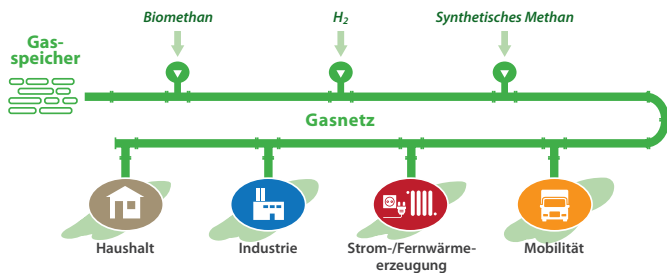 Biomethan
H₂
Synthetisches Methan
Gas-
speicher
Gasnetz
Haushalt
Industrie
Strom-/Fernwärme-
erzeugung
Mobilität